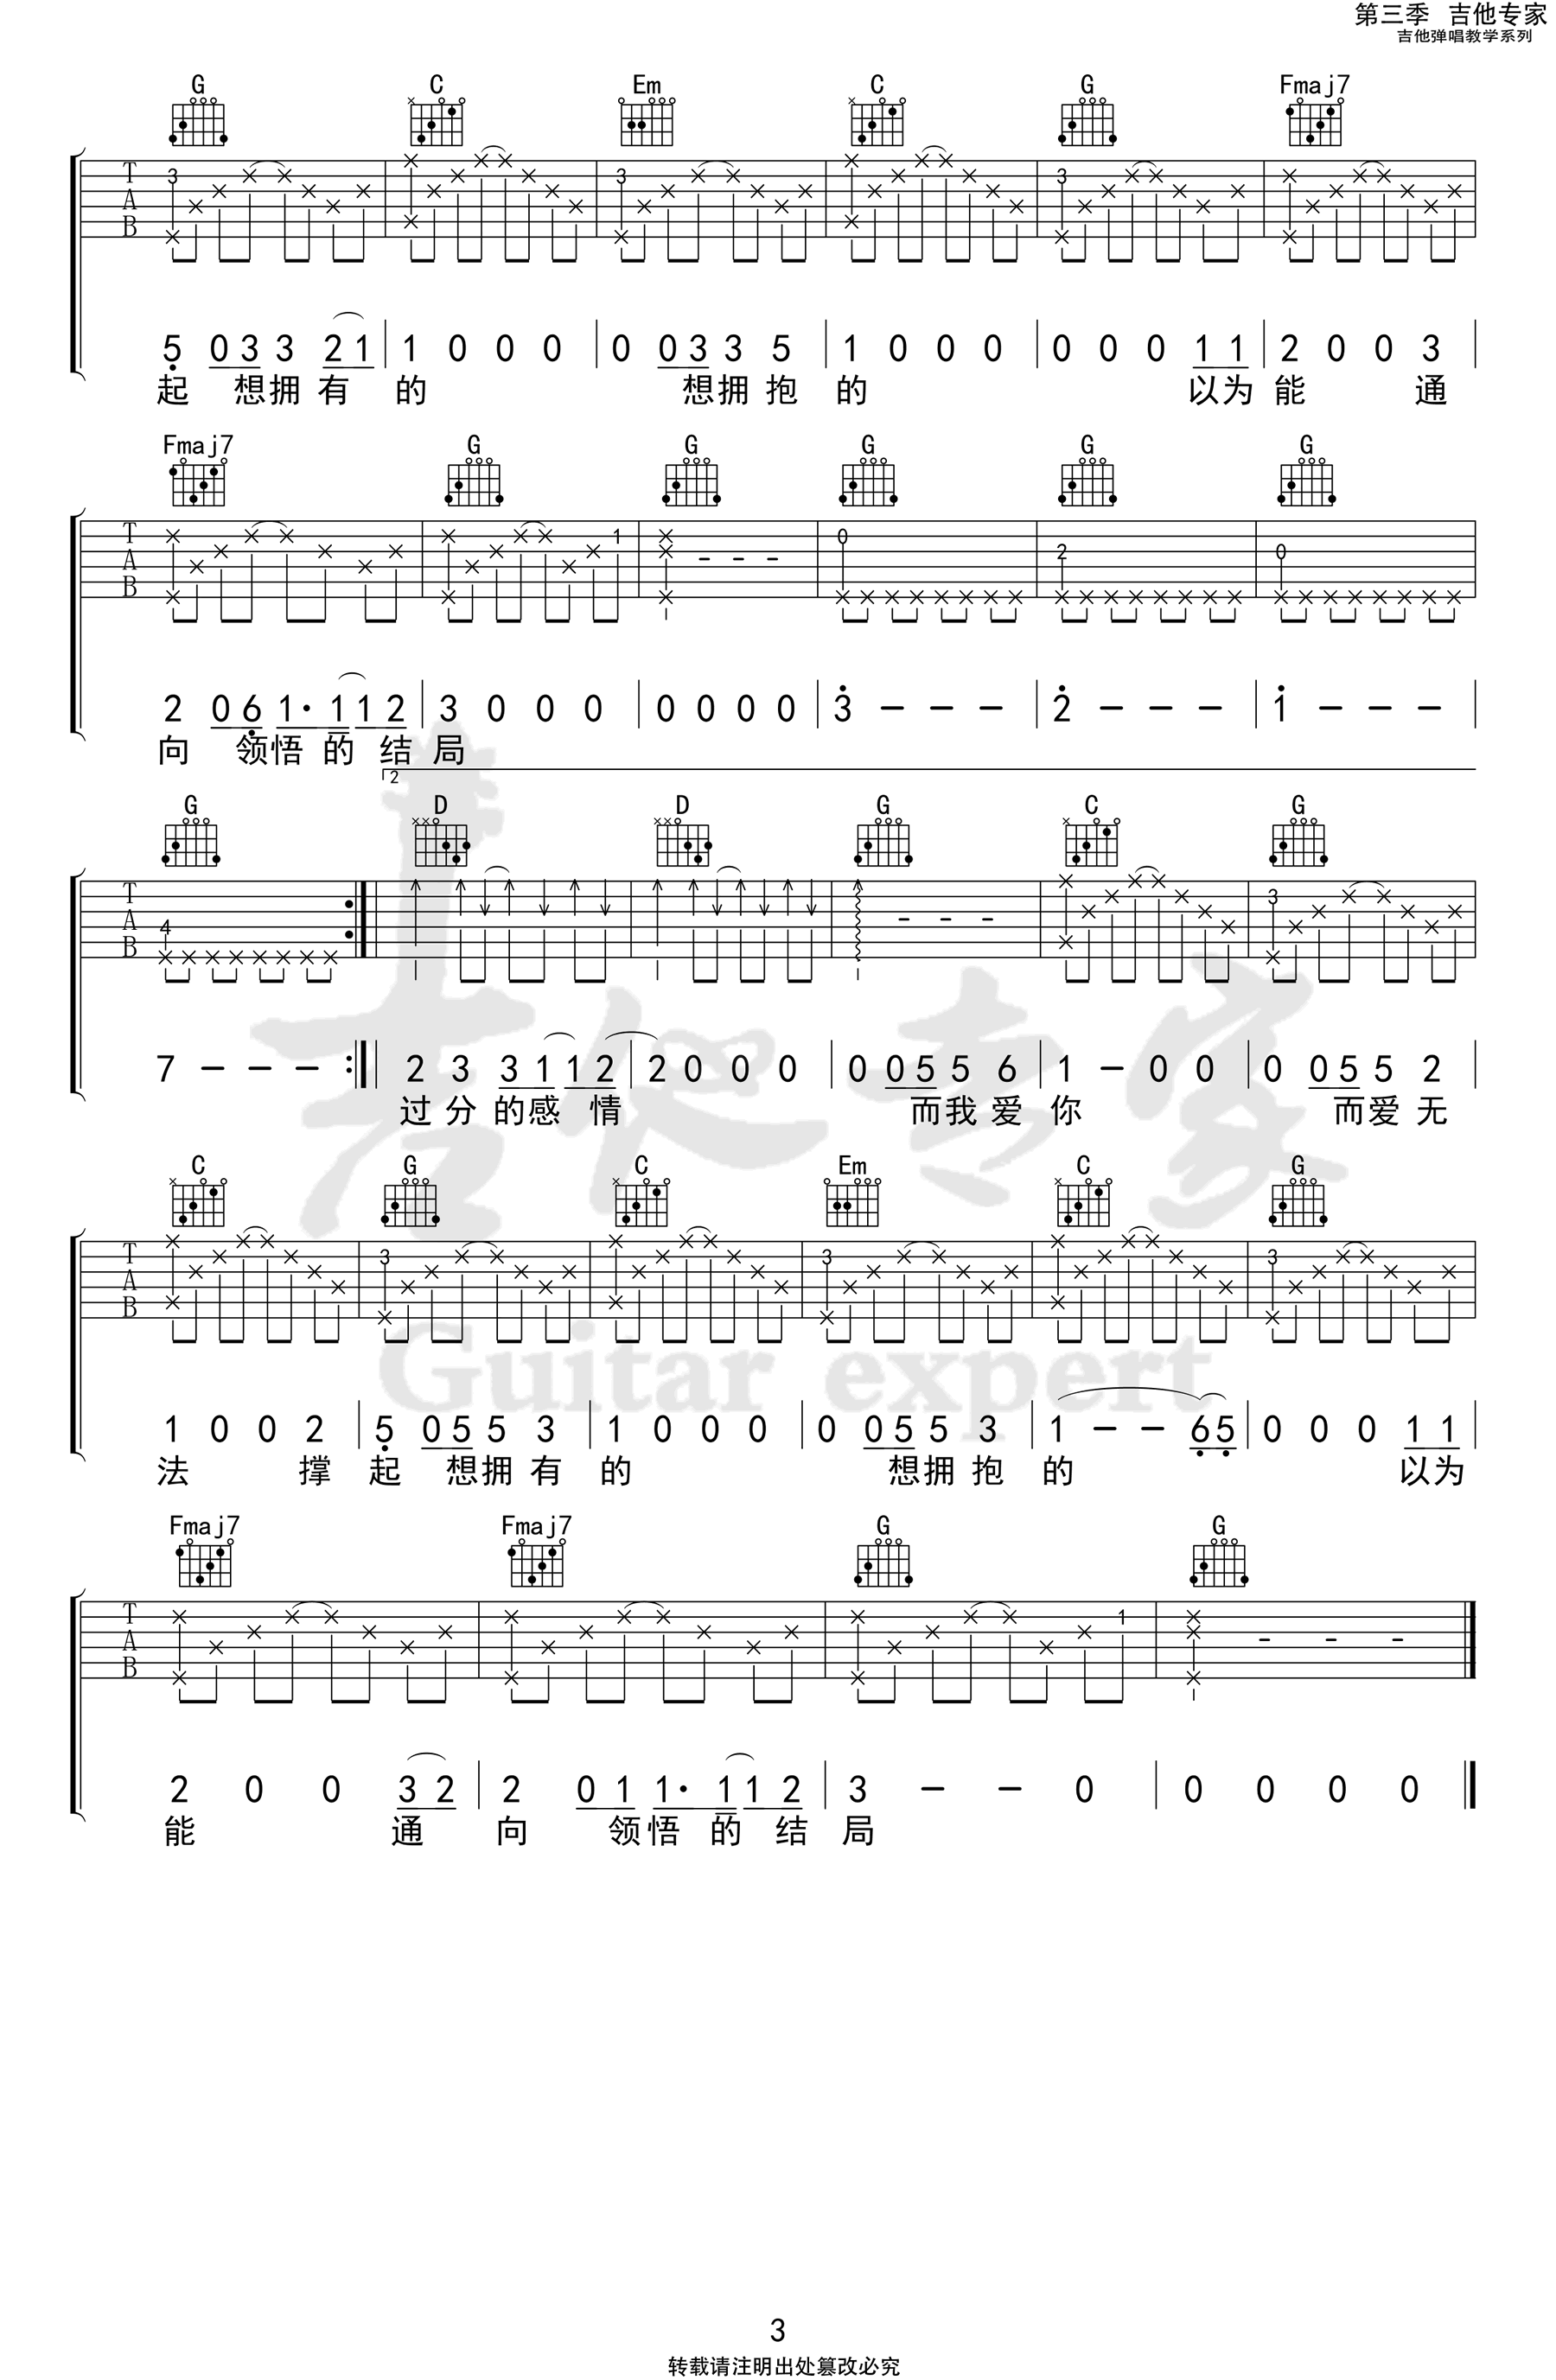 第三季 吉他专家
吉他弹唱教学系列
G C Em C G Fmaj7
T 3 3 3
A
B
5 0 3 3 2 1 | 1 0 0 0 | 0 0 3 3 5 | 1 0 0 0 | 0 0 0 1 1 | 2 0 0 3 |
起 想拥 有 的 想拥 抱 的 以为 能 通
Fmaj7 G G G G G
T 1 0
A 2 0
B
2 0 6 1· 1 1 2 | 3 0 0 0 | 0 0 0 0 | 3 – – – | 2 – – – | 1 – – – |
向 领悟 的 结 局
2
G D D G C G
T 3
A 4
B
7 – – – :| 2 3 3 1 1 2 | 2 0 0 0 | 0 0 5 5 6 | 1 – 0 0 | 0 0 5 5 2 |
过 分 的感 情 而我 爱 你 而爱 无
吉他专家
C G C Em C G
T 3 3 3
A
B
Guitar expert
1 0 0 2 | 5 0 5 5 3 | 1 0 0 0 | 0 0 5 5 3 | 1 – – 6 5 | 0 0 0 1 1 |
法 撑 起 想拥 有 的 想拥 抱 的 以为
Fmaj7 Fmaj7 G G
T 1
A
B
2 0 0 3 2 | 2 0 1 1· 1 1 2 | 3 – – 0 | 0 0 0 0
能 通 向 领悟 的 结 局
3
转载请注明出处篡改必究